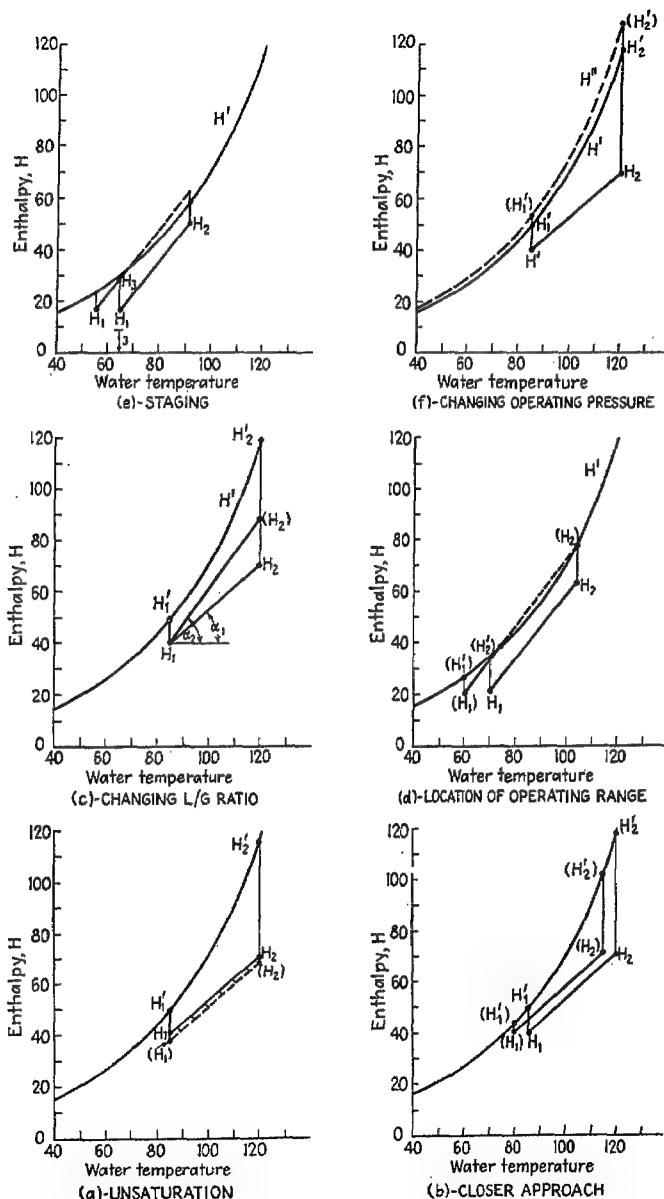 120
100
80
60
40
20
0
Enthalpy, H
H'
H₂
H₃
H₁
H₁
T₃
40 60 80 100 120
Water temperature
(e)-STAGING
120
100
80
60
40
20
0
Enthalpy, H
(H₂')
H₂'
H"
H'
H₂
(H₁')
H₁'
H'
40 60 80 100 120
Water temperature
(f)-CHANGING OPERATING PRESSURE
120
100
80
60
40
20
0
Enthalpy, H
H₂'
H'
(H₂)
H₂
H₁'
α₂ α₁
H₁
40 60 80 100 120
Water temperature
(c)-CHANGING L/G RATIO
120
100
80
60
40
20
0
Enthalpy, H
H'
(H₂)
H₂
(H₂')
(H₁')
(H₁) H₁
40 60 80 100 120
Water temperature
(d)-LOCATION OF OPERATING RANGE
120
100
80
60
40
20
0
Enthalpy, H
H₂'
H₂
(H₂)
H₁'
H₁
(H₁)
40 60 80 100 120
Water temperature
(a)-UNSATURATION
120
100
80
60
40
20
0
Enthalpy, H
H₂'
(H₂')
(H₂) H₂
H₁'
(H₁')
(H₁) H₁
40 60 80 100 120
Water temperature
(b)-CLOSER APPROACH